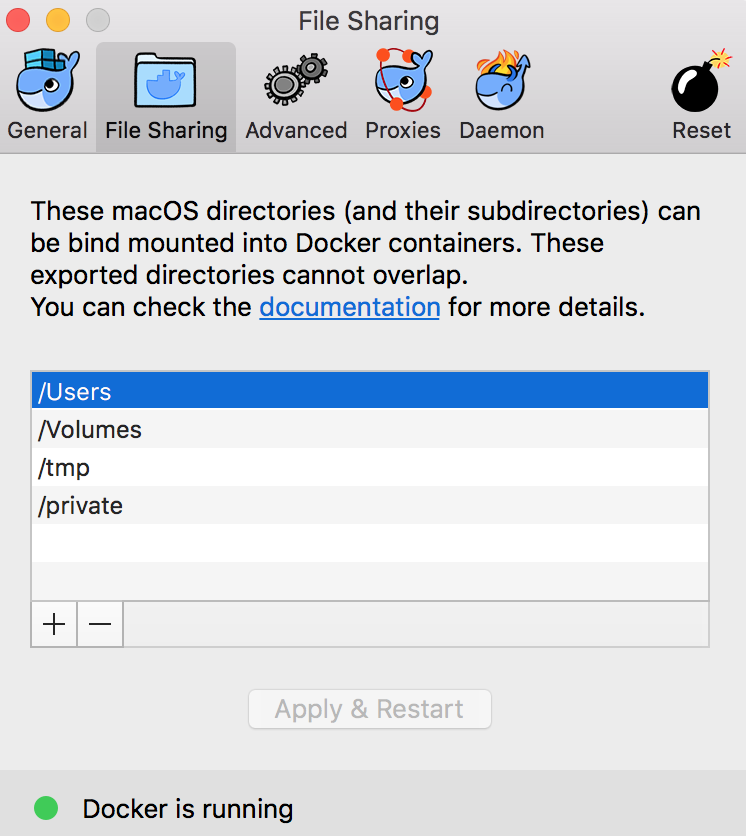 File Sharing
General
File Sharing
Advanced
Proxies
Daemon
Reset
These macOS directories (and their subdirectories) can
be bind mounted into Docker containers. These
exported directories cannot overlap.
You can check the documentation for more details.
/Users
/Volumes
/tmp
/private
Apply & Restart
Docker is running